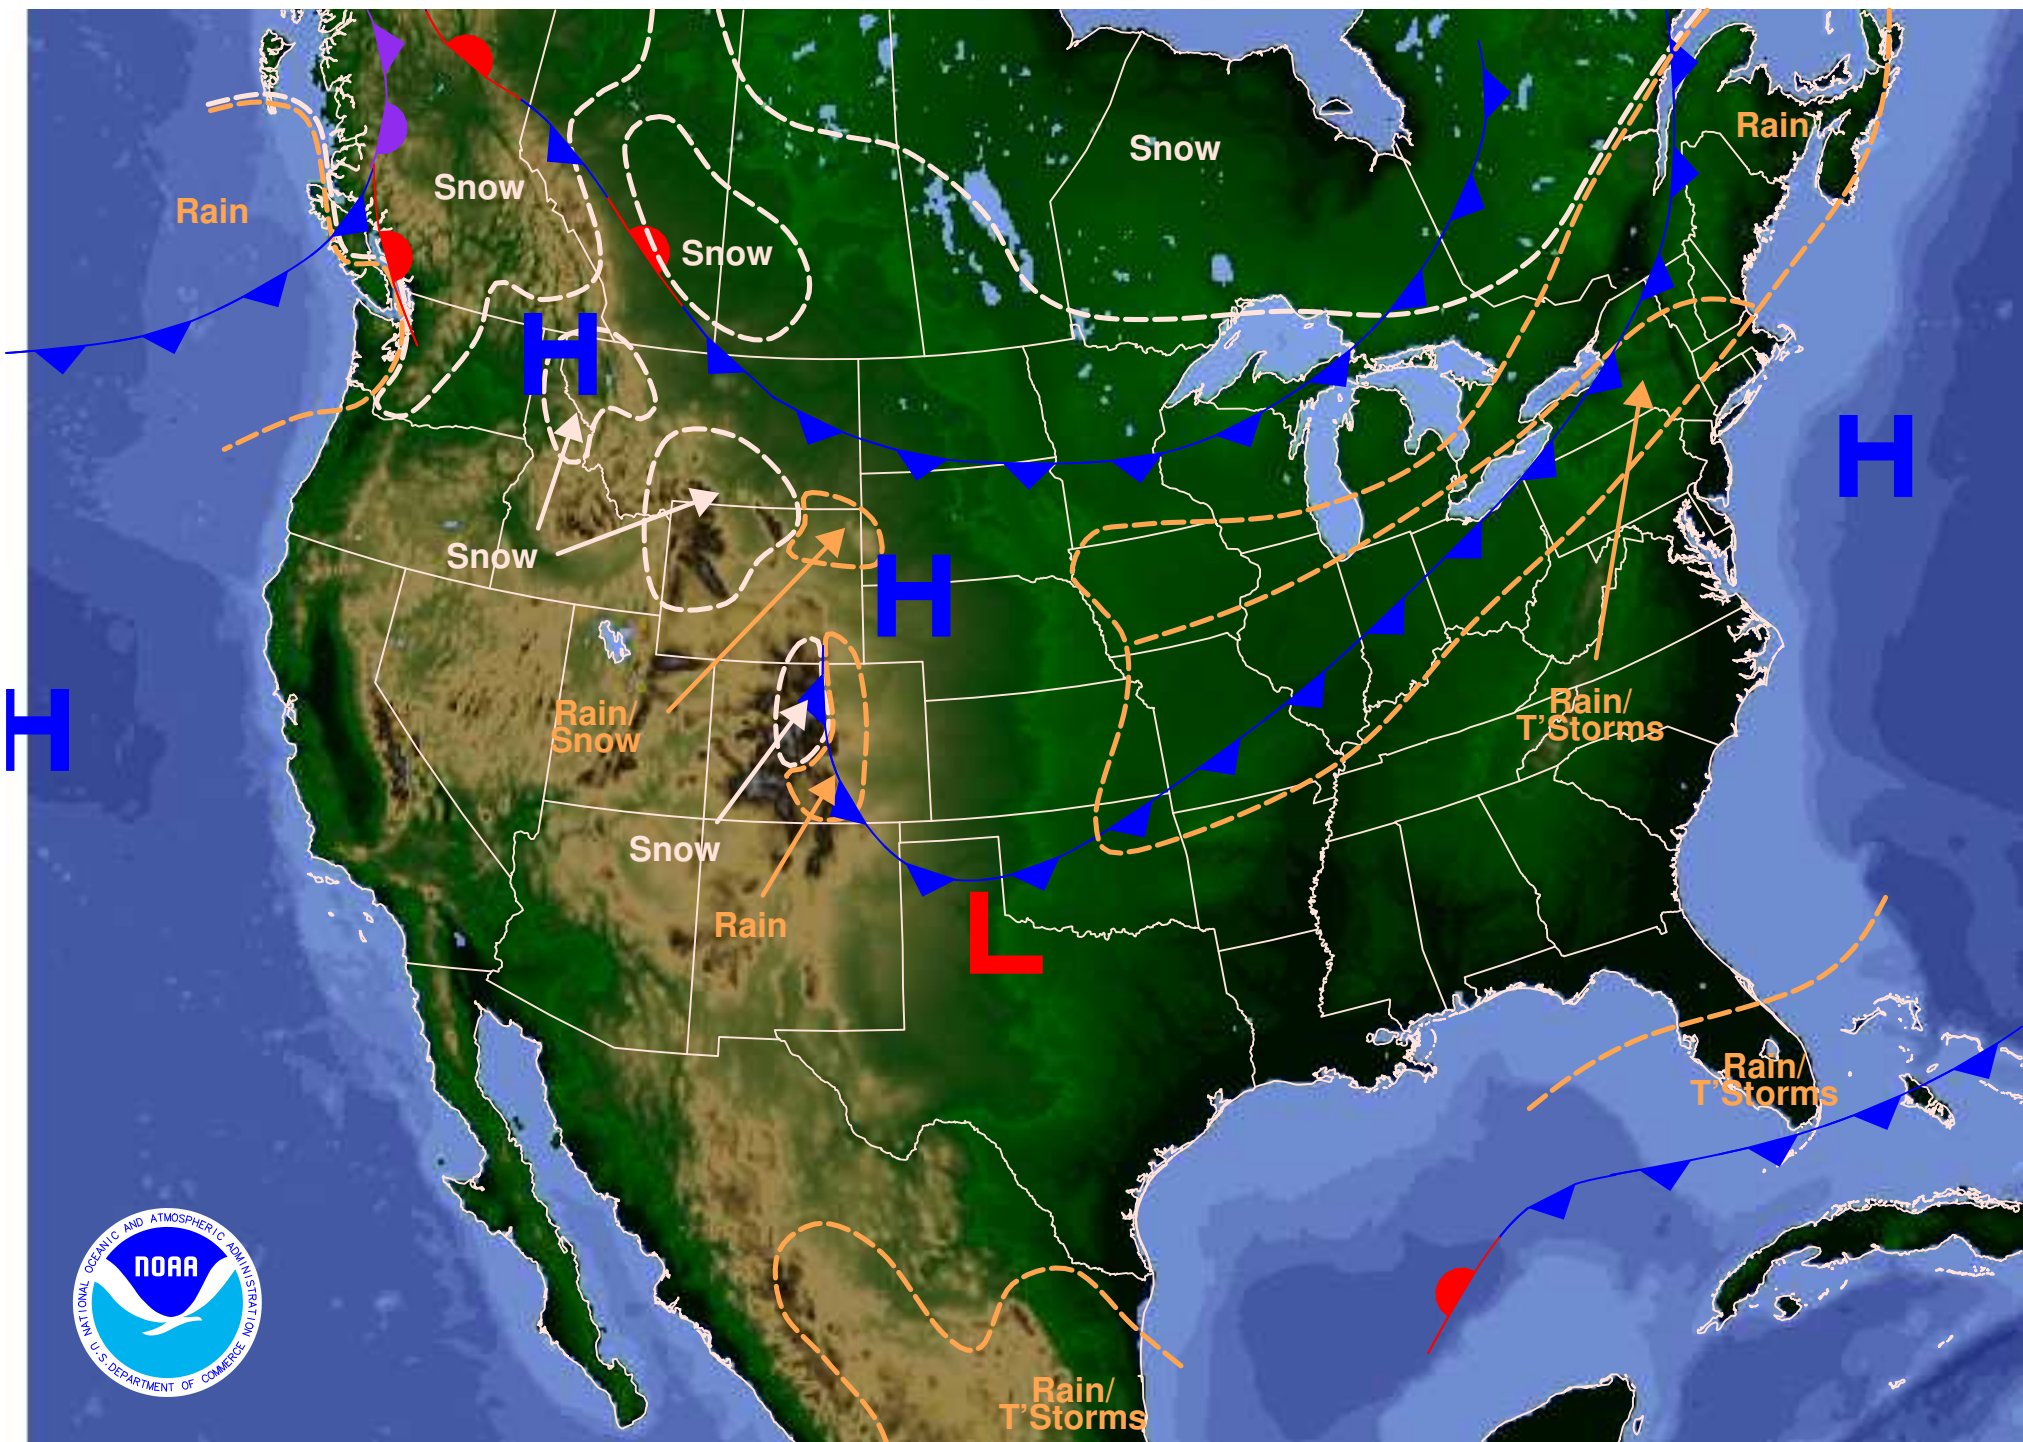 Rain
Snow
Snow
Snow
Rain
H
H
H
H
Snow
Rain/
Snow
Snow
Rain
L
Rain/
T'Storms
Rain/
T'Storms
Rain/
T'Storms
NATIONAL OCEANIC AND ATMOSPHERIC ADMINISTRATION
NOAA
U.S. DEPARTMENT OF COMMERCE